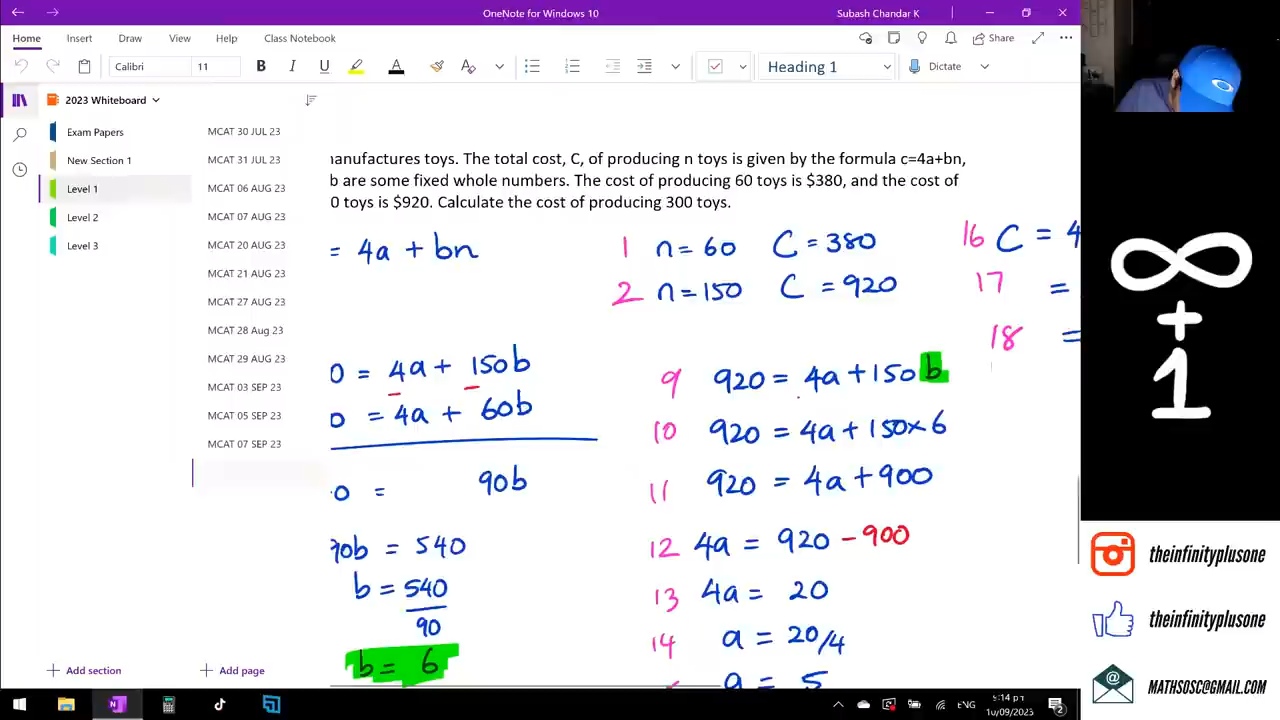 OneNote for Windows 10
Subash Chandar K
Home Insert Draw View Help Class Notebook
Share
Calibri 11 B I U A Heading 1 Dictate
2023 Whiteboard
Exam Papers
New Section 1
Level 1
Level 2
Level 3
MCAT 30 JUL 23
MCAT 31 JUL 23
MCAT 06 AUG 23
MCAT 07 AUG 23
MCAT 20 AUG 23
MCAT 21 AUG 23
MCAT 27 AUG 23
MCAT 28 Aug 23
MCAT 29 AUG 23
MCAT 03 SEP 23
MCAT 05 SEP 23
MCAT 07 SEP 23
+ Add section
+ Add page
anufactures toys. The total cost, C, of producing n toys is given by the formula c=4a+bn,
b are some fixed whole numbers. The cost of producing 60 toys is $380, and the cost of
0 toys is $920. Calculate the cost of producing 300 toys.
= 4a + bn
0 = 4a + 150b
0 = 4a + 60b
0 = 90b
90b = 540
b = 540
90
b = 6
1 n = 60 C = 380
2 n = 150 C = 920
9 920 = 4a + 150b
10 920 = 4a + 150 × 6
11 920 = 4a + 900
12 4a = 920 - 900
13 4a = 20
14 a = 20/4
a = 5
16 C = 4
17 =
18 =
∞
+
1
theinfinityplusone
theinfinityplusone
MATHSOSC@GMAIL.COM
ENG
10/09/2023
2